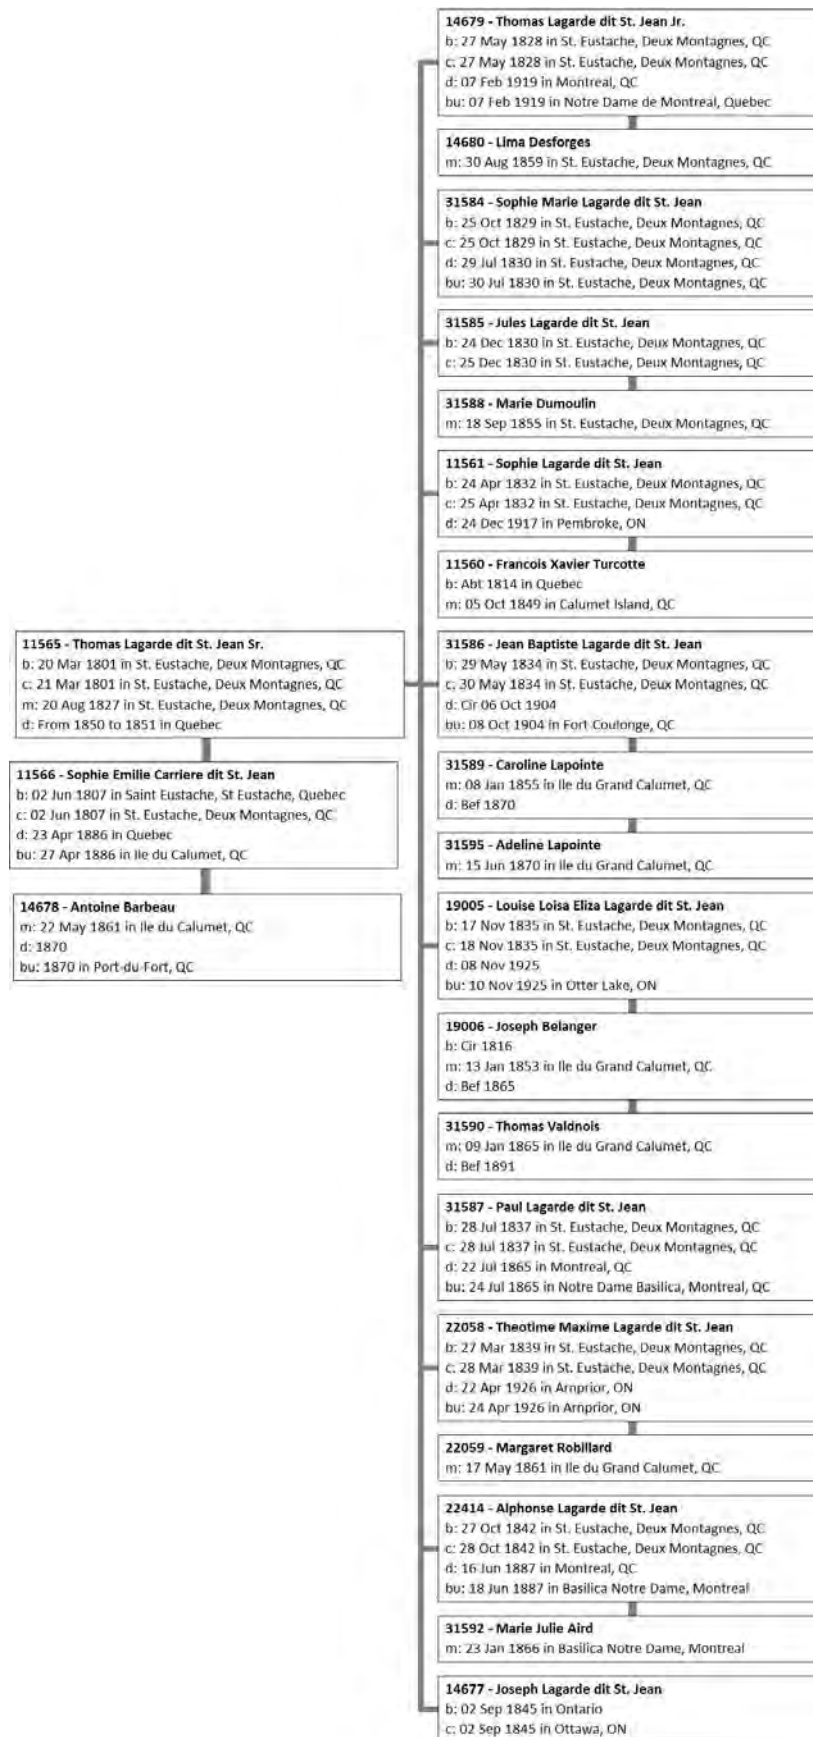 11565 - Thomas Lagarde dit St. Jean Sr.
b: 20 Mar 1801 in St. Eustache, Deux Montagnes, QC
c: 21 Mar 1801 in St. Eustache, Deux Montagnes, QC
m: 20 Aug 1827 in St. Eustache, Deux Montagnes, QC
d: From 1850 to 1851 in Quebec
11566 - Sophie Emilie Carriere dit St. Jean
b: 02 Jun 1807 in Saint Eustache, St Eustache, Quebec
c: 02 Jun 1807 in St. Eustache, Deux Montagnes, QC
d: 23 Apr 1886 in Quebec
bu: 27 Apr 1886 in Ile du Calumet, QC
14678 - Antoine Barbeau
m: 22 May 1861 in Ile du Calumet, QC
d: 1870
bu: 1870 in Port-du-Fort, QC
14679 - Thomas Lagarde dit St. Jean Jr.
b: 27 May 1828 in St. Eustache, Deux Montagnes, QC
c: 27 May 1828 in St. Eustache, Deux Montagnes, QC
d: 07 Feb 1919 in Montreal, QC
bu: 07 Feb 1919 in Notre Dame de Montreal, Quebec
14680 - Lima Desforges
m: 30 Aug 1859 in St. Eustache, Deux Montagnes, QC
31584 - Sophie Marie Lagarde dit St. Jean
b: 25 Oct 1829 in St. Eustache, Deux Montagnes, QC
c: 25 Oct 1829 in St. Eustache, Deux Montagnes, QC
d: 29 Jul 1830 in St. Eustache, Deux Montagnes, QC
bu: 30 Jul 1830 in St. Eustache, Deux Montagnes, QC
31585 - Jules Lagarde dit St. Jean
b: 24 Dec 1830 in St. Eustache, Deux Montagnes, QC
c: 25 Dec 1830 in St. Eustache, Deux Montagnes, QC
31588 - Marie Dumoulin
m: 18 Sep 1855 in St. Eustache, Deux Montagnes, QC
11561 - Sophie Lagarde dit St. Jean
b: 24 Apr 1832 in St. Eustache, Deux Montagnes, QC
c: 25 Apr 1832 in St. Eustache, Deux Montagnes, QC
d: 24 Dec 1917 in Pembroke, ON
11560 - Francois Xavier Turcotte
b: Abt 1814 in Quebec
m: 05 Oct 1849 in Calumet Island, QC
31586 - Jean Baptiste Lagarde dit St. Jean
b: 29 May 1834 in St. Eustache, Deux Montagnes, QC
c: 30 May 1834 in St. Eustache, Deux Montagnes, QC
d: Cir 06 Oct 1904
bu: 08 Oct 1904 in Fort-Coulonge, QC
31589 - Caroline Lapointe
m: 08 Jan 1855 in Ile du Grand Calumet, QC
d: Bef 1870
31595 - Adeline Lapointe
m: 15 Jun 1870 in Ile du Grand Calumet, QC
19005 - Louise Loisa Eliza Lagarde dit St. Jean
b: 17 Nov 1835 in St. Eustache, Deux Montagnes, QC
c: 18 Nov 1835 in St. Eustache, Deux Montagnes, QC
d: 08 Nov 1925
bu: 10 Nov 1925 in Otter Lake, ON
19006 - Joseph Belanger
b: Cir 1816
m: 13 Jan 1853 in Ile du Grand Calumet, QC
d: Bef 1865
31590 - Thomas Valdnois
m: 09 Jan 1865 in Ile du Grand Calumet, QC
d: Bef 1891
31587 - Paul Lagarde dit St. Jean
b: 28 Jul 1837 in St. Eustache, Deux Montagnes, QC
c: 28 Jul 1837 in St. Eustache, Deux Montagnes, QC
d: 22 Jul 1865 in Montreal, QC
bu: 24 Jul 1865 in Notre Dame Basilica, Montreal, QC
22058 - Theotime Maxime Lagarde dit St. Jean
b: 27 Mar 1839 in St. Eustache, Deux Montagnes, QC
c: 28 Mar 1839 in St. Eustache, Deux Montagnes, QC
d: 22 Apr 1926 in Arnprior, ON
bu: 24 Apr 1926 in Arnprior, ON
22059 - Margaret Robillard
m: 17 May 1861 in Ile du Grand Calumet, QC
22414 - Alphonse Lagarde dit St. Jean
b: 27 Oct 1842 in St. Eustache, Deux Montagnes, QC
c: 28 Oct 1842 in St. Eustache, Deux Montagnes, QC
d: 16 Jun 1887 in Montreal, QC
bu: 18 Jun 1887 in Basilica Notre Dame, Montreal
31592 - Marie Julie Aird
m: 23 Jan 1866 in Basilica Notre Dame, Montreal
14677 - Joseph Lagarde dit St. Jean
b: 02 Sep 1845 in Ontario
c: 02 Sep 1845 in Ottawa, ON